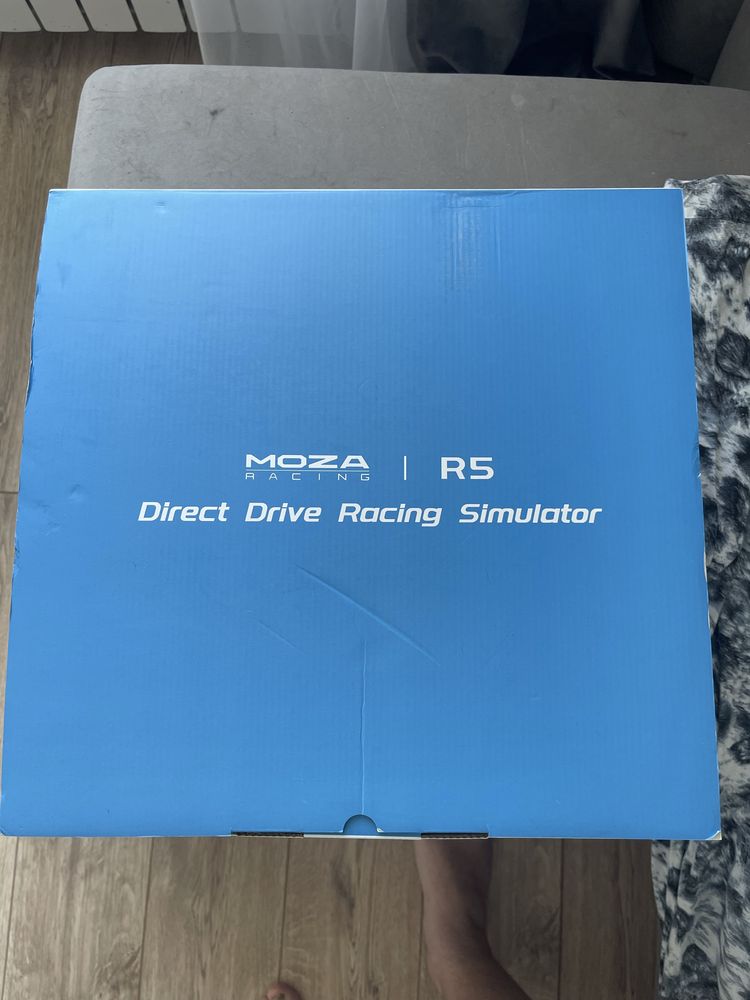 MOZA | R5
RACING
Direct Drive Racing Simulator